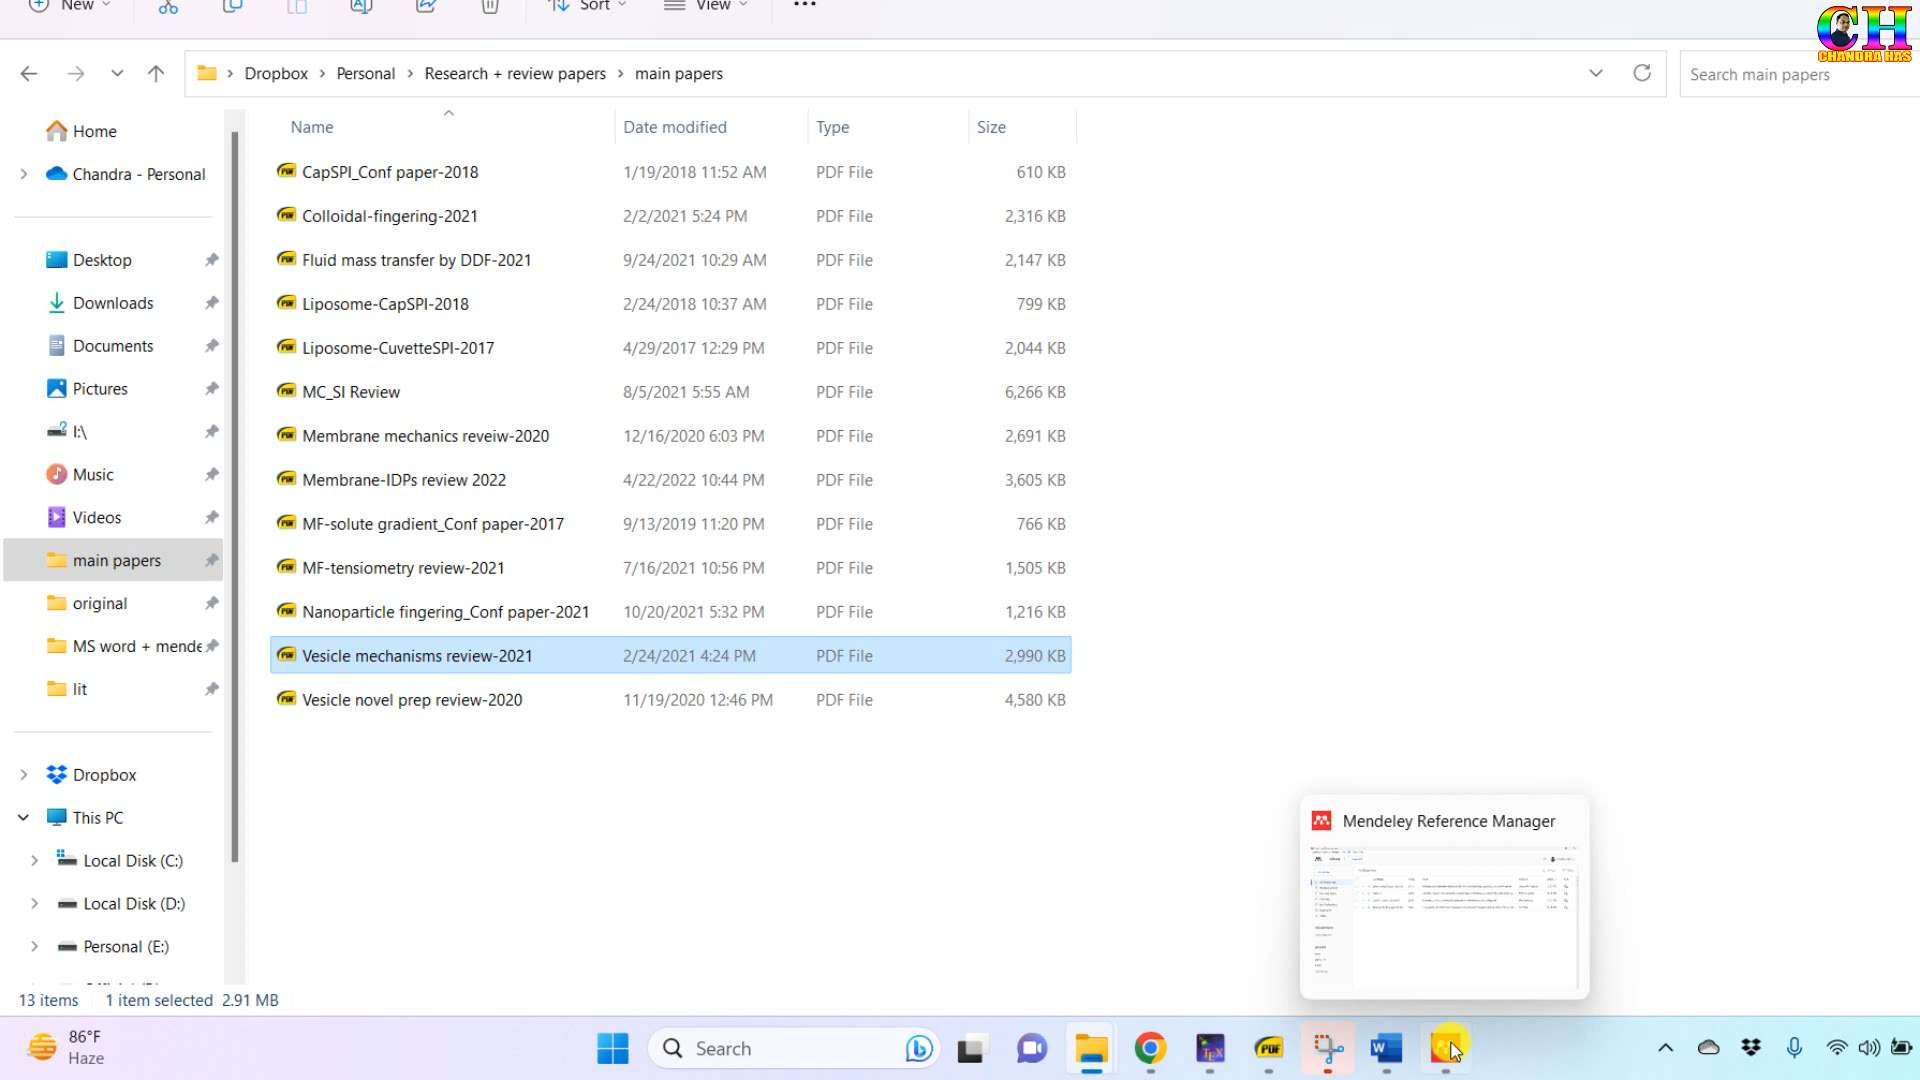 New
Sort
View
CH
CHANDRA HAS
Dropbox
Personal
Research + review papers
main papers
Search main papers
Home
Chandra - Personal
Desktop
Downloads
Documents
Pictures
I:\
Music
Videos
main papers
original
MS word + mende
lit
Dropbox
This PC
Local Disk (C:)
Local Disk (D:)
Personal (E:)
Name Date modified Type Size
CapSPI_Conf paper-2018 1/19/2018 11:52 AM PDF File 610 KB
Colloidal-fingering-2021 2/2/2021 5:24 PM PDF File 2,316 KB
Fluid mass transfer by DDF-2021 9/24/2021 10:29 AM PDF File 2,147 KB
Liposome-CapSPI-2018 2/24/2018 10:37 AM PDF File 799 KB
Liposome-CuvetteSPI-2017 4/29/2017 12:29 PM PDF File 2,044 KB
MC_SI Review 8/5/2021 5:55 AM PDF File 6,266 KB
Membrane mechanics reveiw-2020 12/16/2020 6:03 PM PDF File 2,691 KB
Membrane-IDPs review 2022 4/22/2022 10:44 PM PDF File 3,605 KB
MF-solute gradient_Conf paper-2017 9/13/2019 11:20 PM PDF File 766 KB
MF-tensiometry review-2021 7/16/2021 10:56 PM PDF File 1,505 KB
Nanoparticle fingering_Conf paper-2021 10/20/2021 5:32 PM PDF File 1,216 KB
Vesicle mechanisms review-2021 2/24/2021 4:24 PM PDF File 2,990 KB
Vesicle novel prep review-2020 11/19/2020 12:46 PM PDF File 4,580 KB
Mendeley Reference Manager
13 items 1 item selected 2.91 MB
86°F
Haze
Search